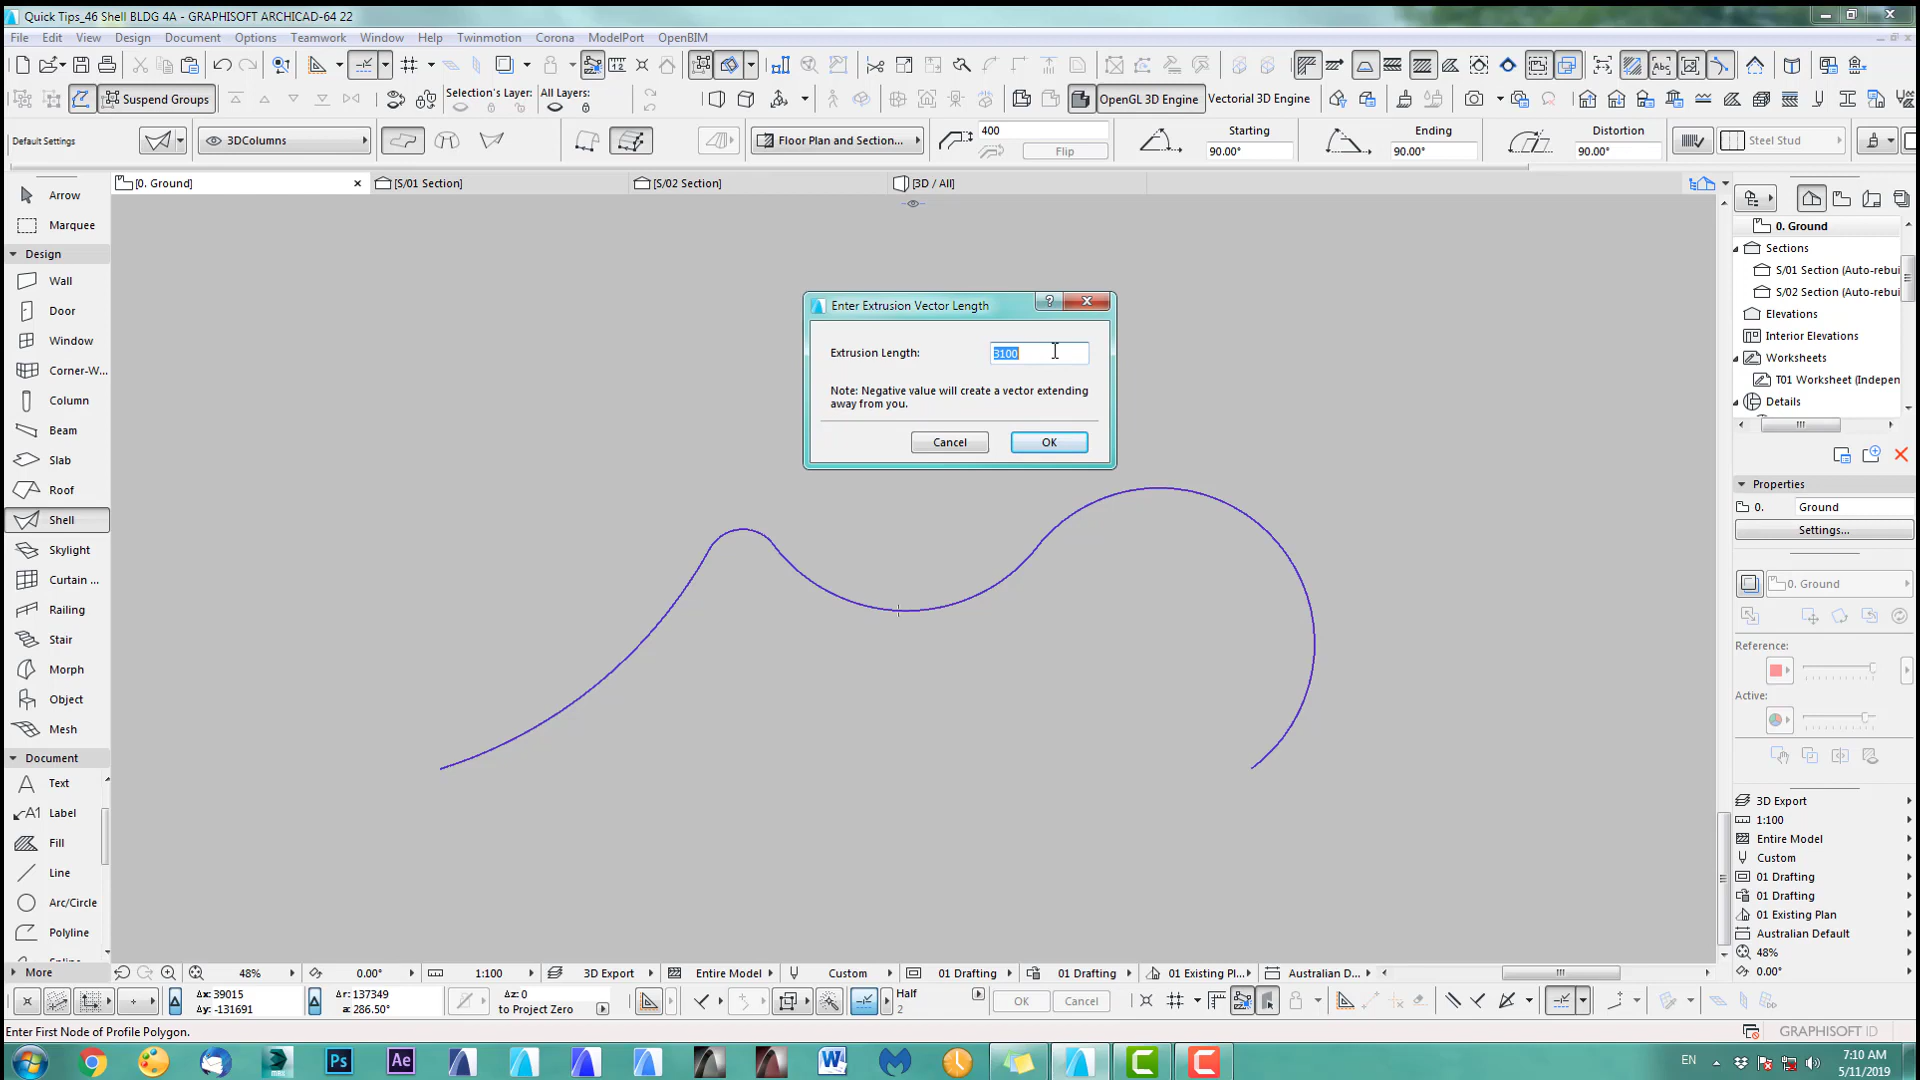 Quick Tips_46 Shell BLDG 4A - GRAPHISOFT ARCHICAD-64 22
File Edit View Design Document Options Teamwork Window Help Twinmotion Corona ModelPort OpenBIM
Suspend Groups
Selection's Layer:
All Layers:
OpenGL 3D Engine
Vectorial 3D Engine
Default Settings
3DColumns
Floor Plan and Section...
400
Flip
Starting
90.00°
Ending
90.00°
Distortion
90.00°
Steel Stud
[0. Ground]
[S/01 Section]
[S/02 Section]
[3D / All]
Arrow
Marquee
Design
Wall
Door
Window
Corner-W...
Column
Beam
Slab
Roof
Shell
Skylight
Curtain ...
Railing
Stair
Morph
Object
Mesh
Document
Text
A1 Label
Fill
Line
Arc/Circle
Polyline
More
Enter Extrusion Vector Length
Extrusion Length:
3100
Note: Negative value will create a vector extending
away from you.
Cancel
OK
0. Ground
Sections
S/01 Section (Auto-rebui
S/02 Section (Auto-rebui
Elevations
Interior Elevations
Worksheets
T01 Worksheet (Indepen
Details
Properties
0.
Ground
Settings...
0. Ground
Reference:
Active:
3D Export
1:100
Entire Model
Custom
01 Drafting
01 Drafting
01 Existing Plan
Australian Default
48%
0.00°
48%
0.00°
1:100
3D Export
Entire Model
Custom
01 Drafting
01 Drafting
01 Existing Pl...
Australian D...
Δx: 39015
Δy: -131691
Δr: 137349
a: 286.50°
Δz: 0
to Project Zero
Half
2
OK
Cancel
Enter First Node of Profile Polygon.
GRAPHISOFT ID
Ps
Ae
W
EN
7:10 AM
5/11/2019